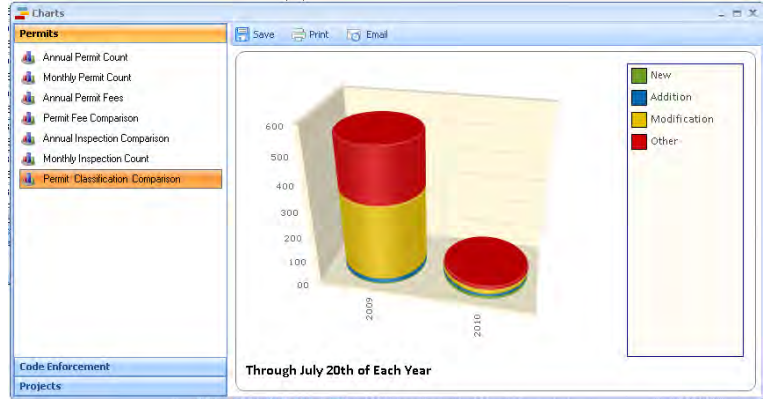 Charts
Permits
Save Print Email
Annual Permit Count
Monthly Permit Count
Annual Permit Fees
Permit Fee Comparison
Annual Inspection Comparison
Monthly Inspection Count
Permit Classification Comparison
Code Enforcement
Projects
600
500
400
300
200
100
00
2009
2010
New
Addition
Modification
Other
Through July 20th of Each Year